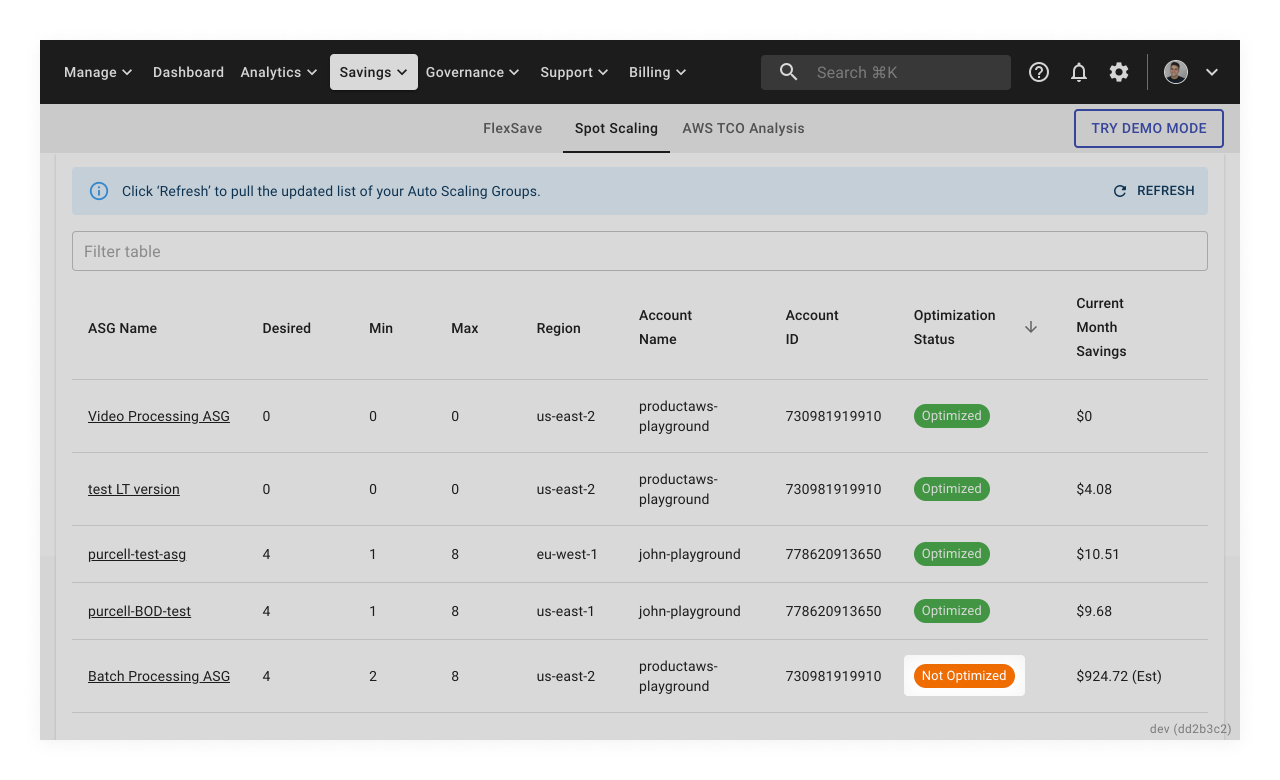 Manage Dashboard Analytics Savings Governance Support Billing Search ⌘K
FlexSave Spot Scaling AWS TCO Analysis TRY DEMO MODE
Click ‘Refresh’ to pull the updated list of your Auto Scaling Groups. REFRESH
Filter table
ASG Name Desired Min Max Region Account Name Account ID Optimization Status Current Month Savings
Video Processing ASG 0 0 0 us-east-2 productaws-playground 730981919910 Optimized $0
test LT version 0 0 0 us-east-2 productaws-playground 730981919910 Optimized $4.08
purcell-test-asg 4 1 8 eu-west-1 john-playground 778620913650 Optimized $10.51
purcell-BOD-test 4 1 8 us-east-1 john-playground 778620913650 Optimized $9.68
Batch Processing ASG 4 2 8 us-east-2 productaws-playground 730981919910 Not Optimized $924.72 (Est)
dev (dd2b3c2)